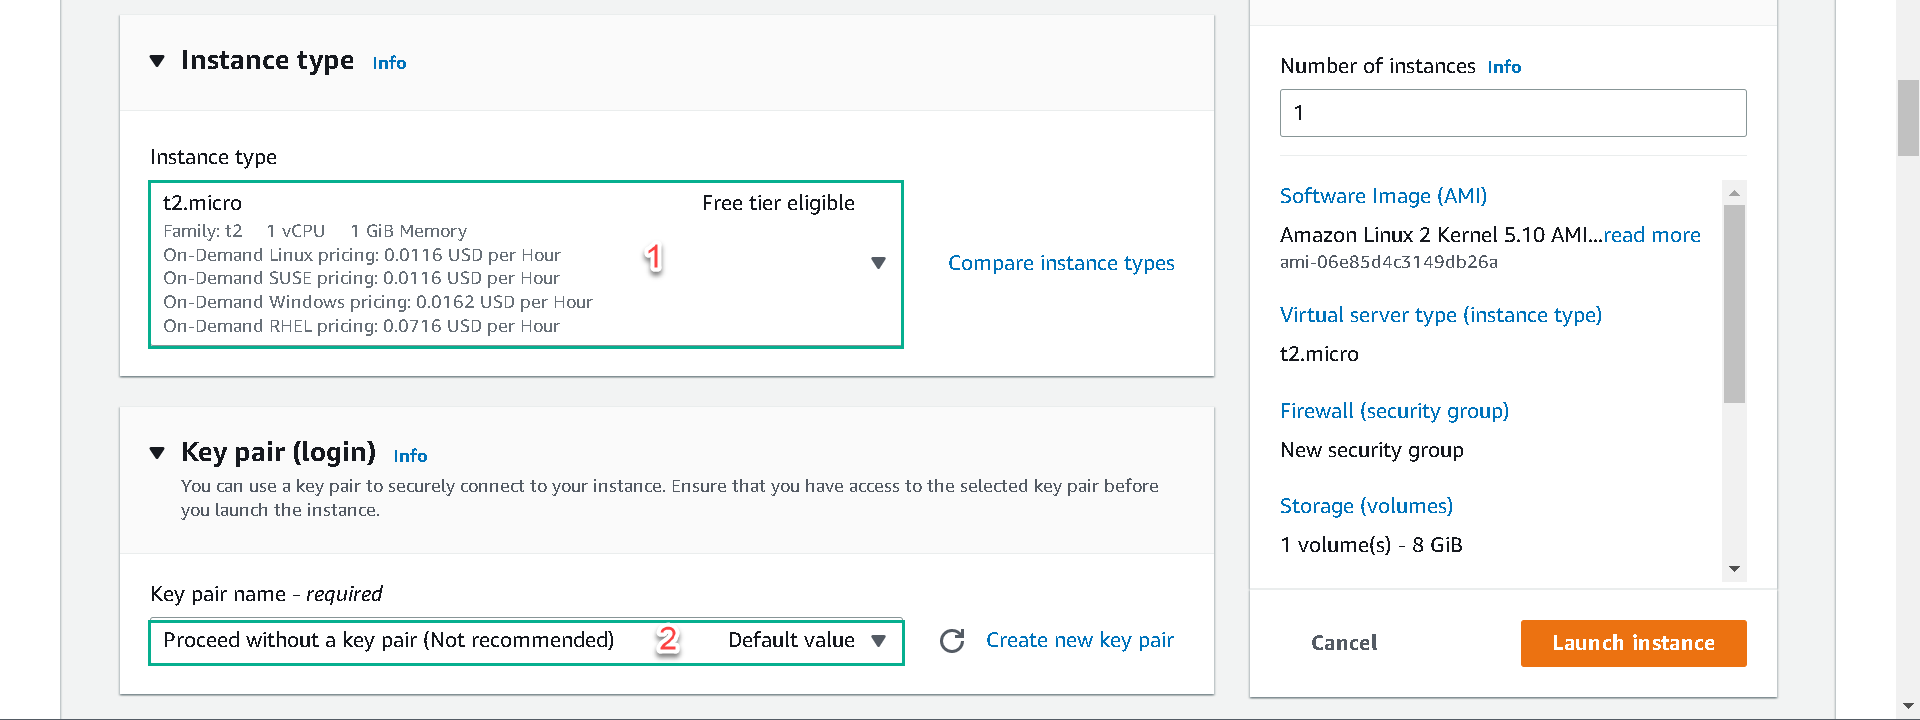 Instance type Info
Instance type
t2.micro Free tier eligible
Family: t2 1 vCPU 1 GiB Memory
On-Demand Linux pricing: 0.0116 USD per Hour
On-Demand SUSE pricing: 0.0116 USD per Hour
On-Demand Windows pricing: 0.0162 USD per Hour
On-Demand RHEL pricing: 0.0716 USD per Hour
1
Compare instance types
Key pair (login) Info
You can use a key pair to securely connect to your instance. Ensure that you have access to the selected key pair before
you launch the instance.
Key pair name - required
Proceed without a key pair (Not recommended) 2 Default value
Create new key pair
Number of instances Info
1
Software Image (AMI)
Amazon Linux 2 Kernel 5.10 AMI...read more
ami-06e85d4c3149db26a
Virtual server type (instance type)
t2.micro
Firewall (security group)
New security group
Storage (volumes)
1 volume(s) - 8 GiB
Cancel Launch instance